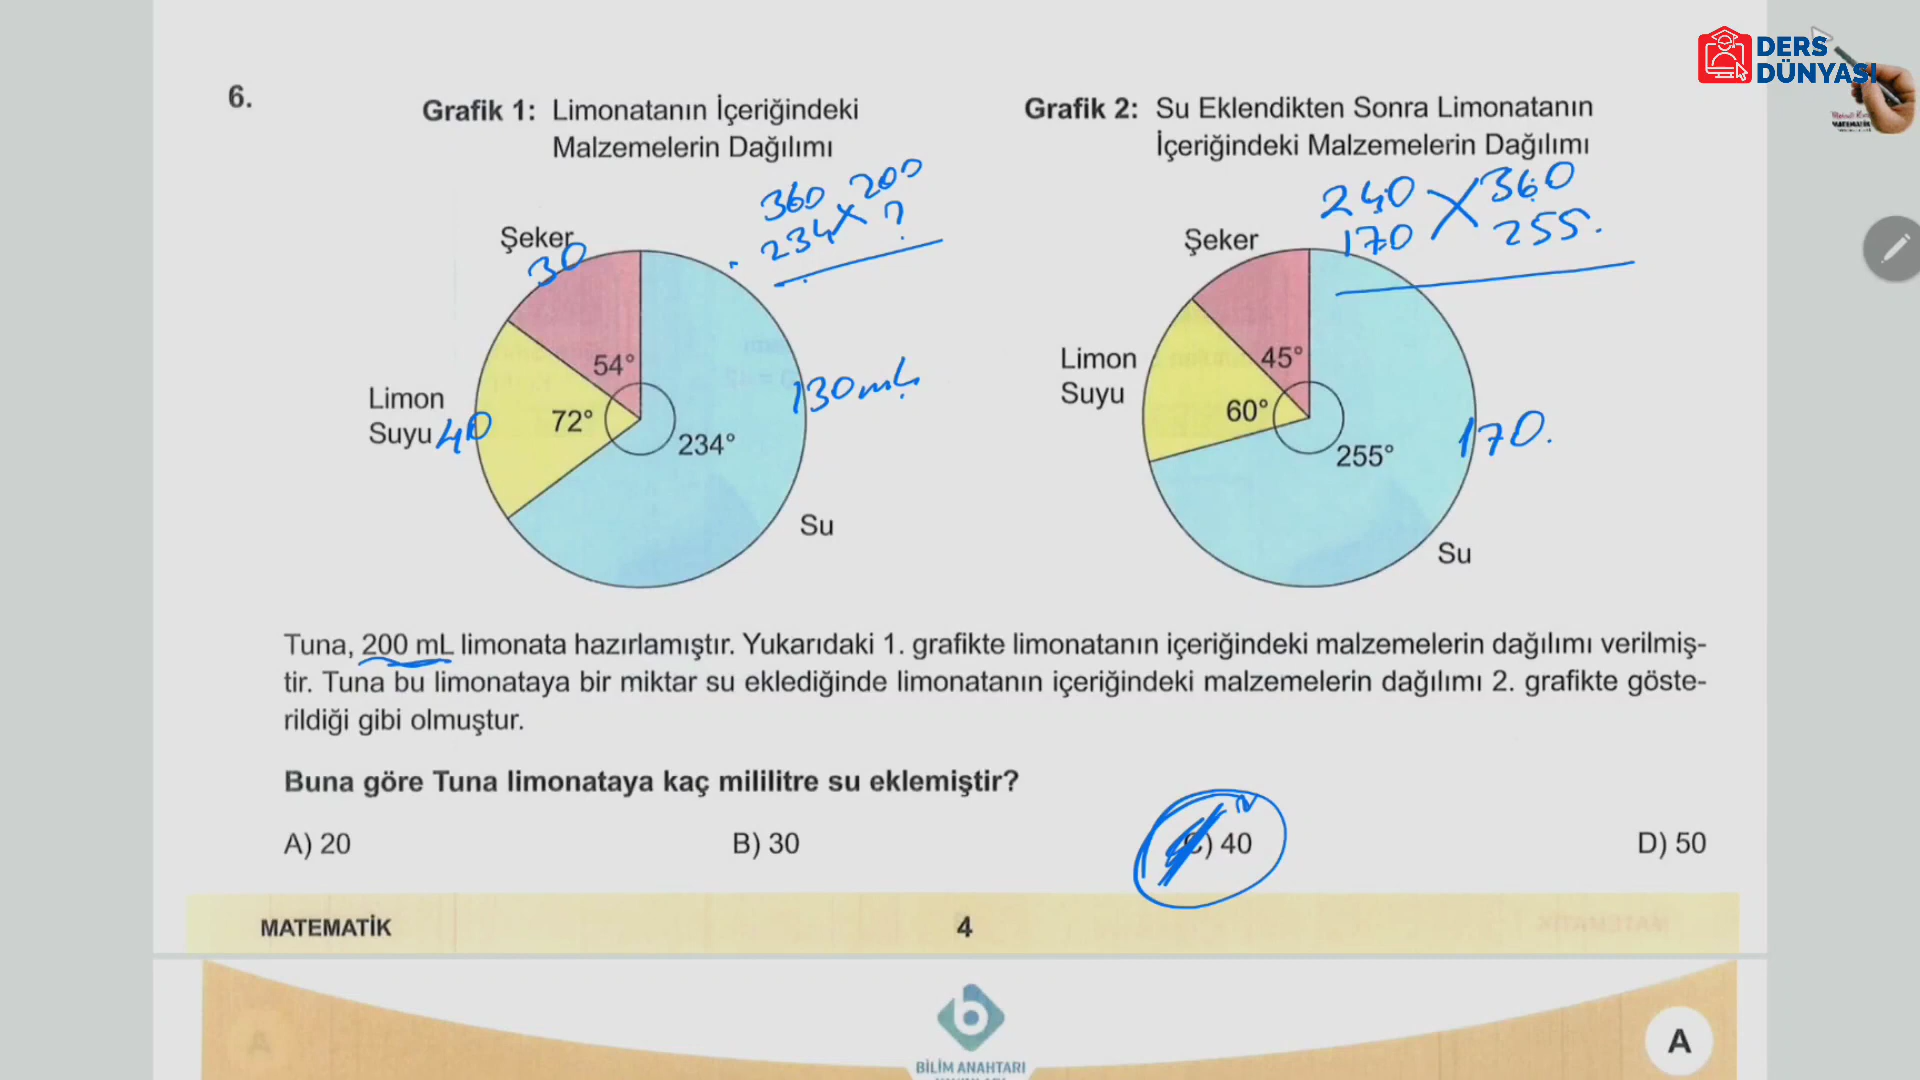 DERS
DÜNYASI
6.
Grafik 1: Limonatanın İçeriğindeki
Malzemelerin Dağılımı
Grafik 2: Su Eklendikten Sonra Limonatanın
İçeriğindeki Malzemelerin Dağılımı
360 200
234 ?
240 360
170 255.
Şeker
30
54°
Limon
Suyu 40
72°
234°
130 mL
Su
Şeker
45°
Limon
Suyu
60°
255°
170.
Su
Tuna, 200 mL limonata hazırlamıştır. Yukarıdaki 1. grafikte limonatanın içeriğindeki malzemelerin dağılımı verilmiş-
tir. Tuna bu limonataya bir miktar su eklediğinde limonatanın içeriğindeki malzemelerin dağılımı 2. grafikte göste-
rildiği gibi olmuştur.
Buna göre Tuna limonataya kaç mililitre su eklemiştir?
A) 20 B) 30 C) 40 D) 50
MATEMATİK 4
BİLİM ANAHTARI
A